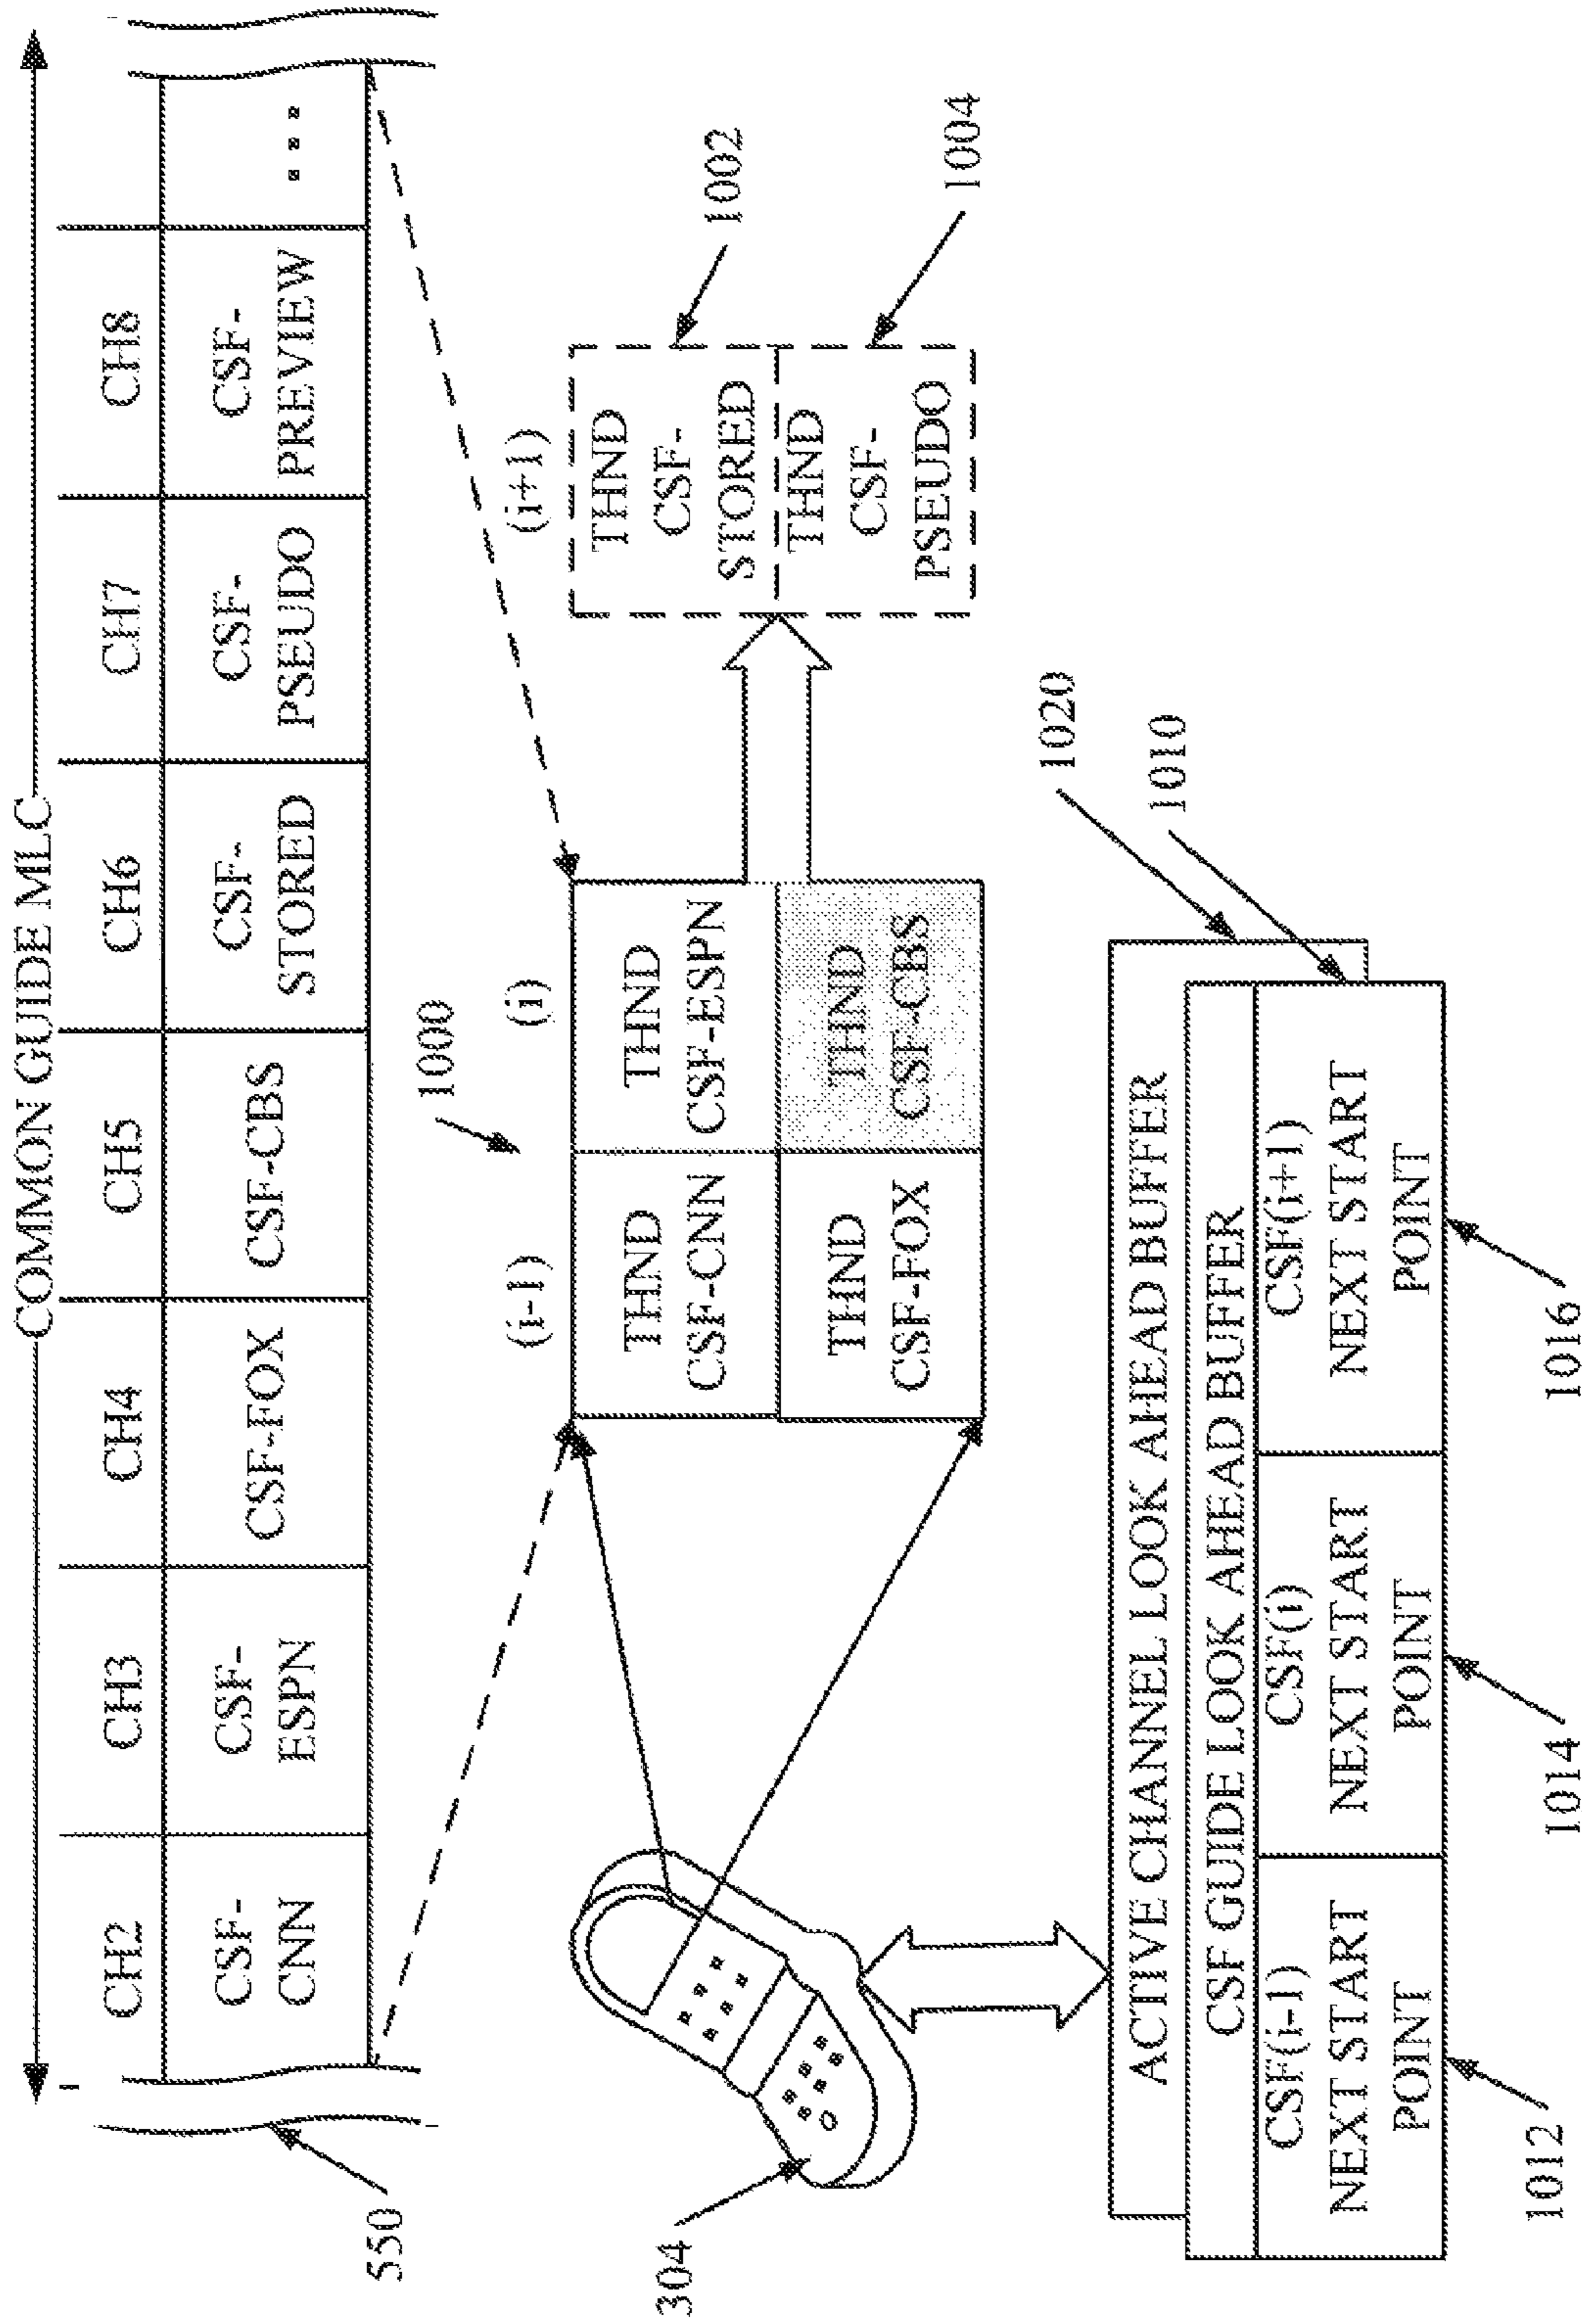 COMMON GUIDE MLC
CH2
CH3
CH4
CH5
CH6
CH7
CH8
CSF-
CNN
CSF-
ESPN
CSF-FOX
CSF-CBS
CSF-
STORED
CSF-
PSEUDO
CSF-
PREVIEW
550
1000
(i-1)
(i)
(i+1)
THND
CSF-CNN
THND
CSF-ESPN
THND
CSF-FOX
THND
CSF-CBS
THND
CSF-
STORED
THND
CSF-
PSEUDO
1002
1004
304
1020
1010
ACTIVE CHANNEL LOOK AHEAD BUFFER
CSF GUIDE LOOK AHEAD BUFFER
CSF(i-1)
NEXT START
POINT
CSF(i)
NEXT START
POINT
CSF(i+1)
NEXT START
POINT
1012
1014
1016